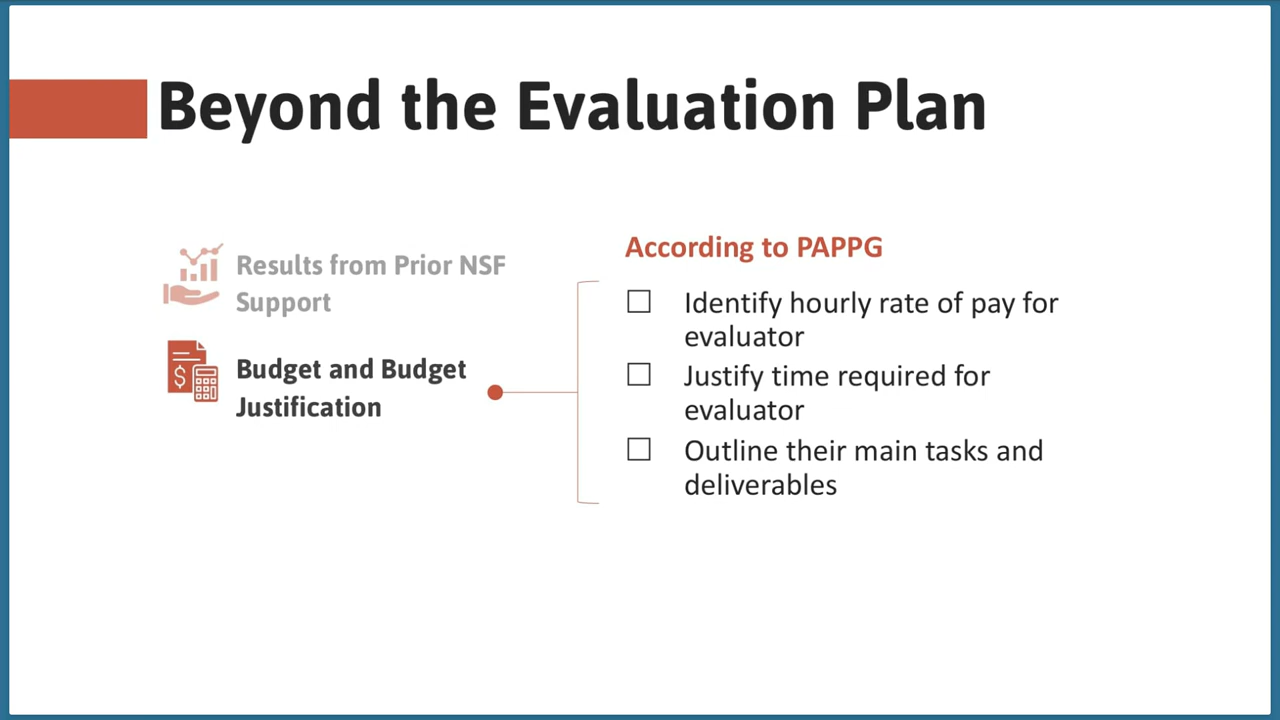 Beyond the Evaluation Plan
Results from Prior NSF
Support
Budget and Budget
Justification
According to PAPPG
Identify hourly rate of pay for
evaluator
Justify time required for
evaluator
Outline their main tasks and
deliverables